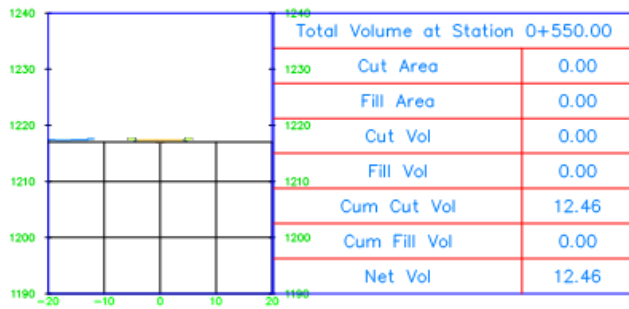 1240
1230
1220
1210
1200
1190
-20
-10
0
10
20
1240
1230
1220
1210
1200
1190
Total Volume at Station 0+550.00
Cut Area 0.00
Fill Area 0.00
Cut Vol 0.00
Fill Vol 0.00
Cum Cut Vol 12.46
Cum Fill Vol 0.00
Net Vol 12.46